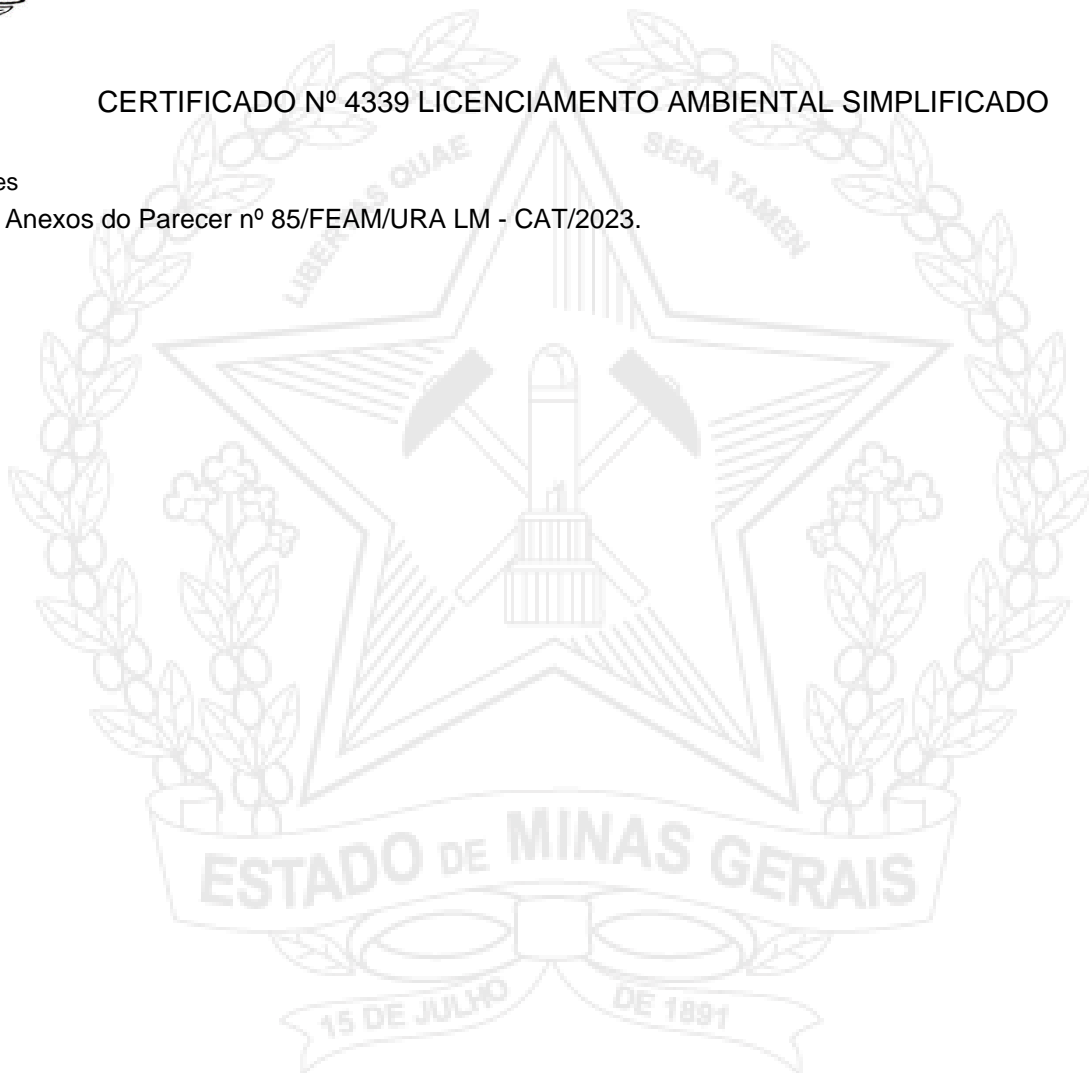 CERTIFICADO Nº 4339 LICENCIAMENTO AMBIENTAL SIMPLIFICADO
es
Anexos do Parecer nº 85/FEAM/URA LM - CAT/2023.
LIBERTAS QUAE SERA TAMEN
ESTADO DE MINAS GERAIS
15 DE JULHO DE 1891